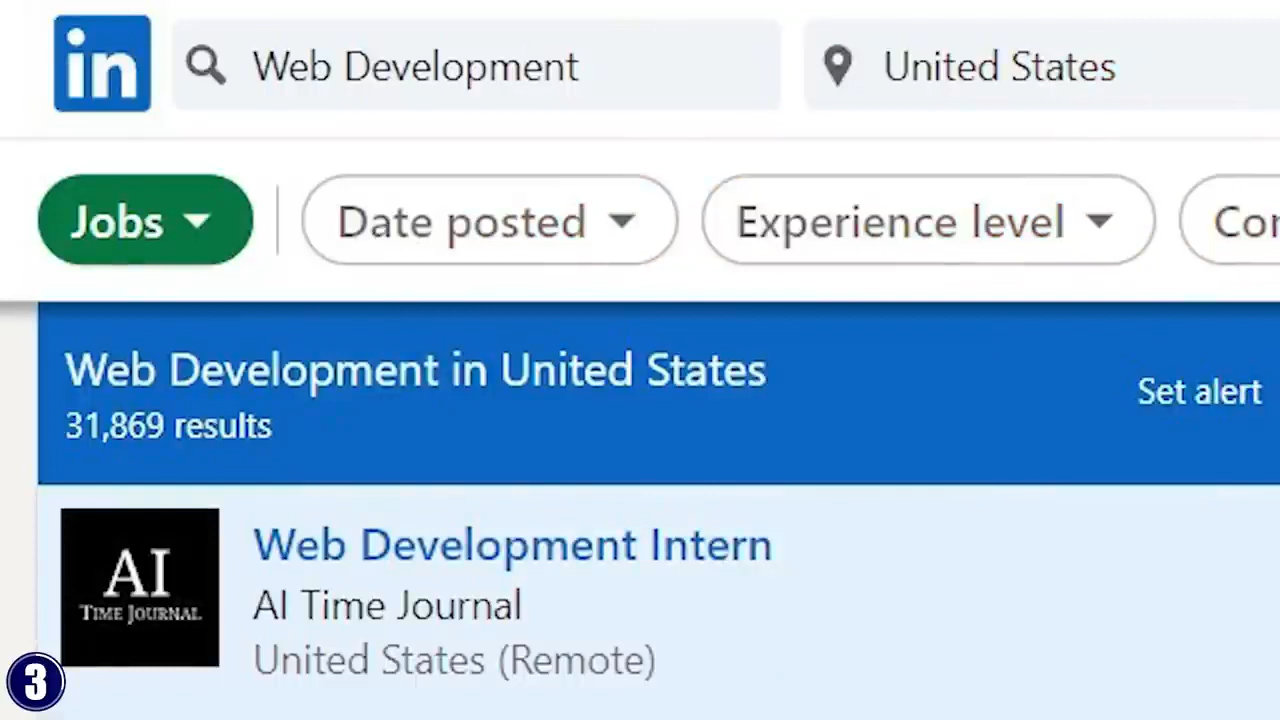 in Web Development United States
Jobs Date posted Experience level Con
Web Development in United States
31,869 results
Set alert
AI
TIME JOURNAL
Web Development Intern
AI Time Journal
United States (Remote)
3